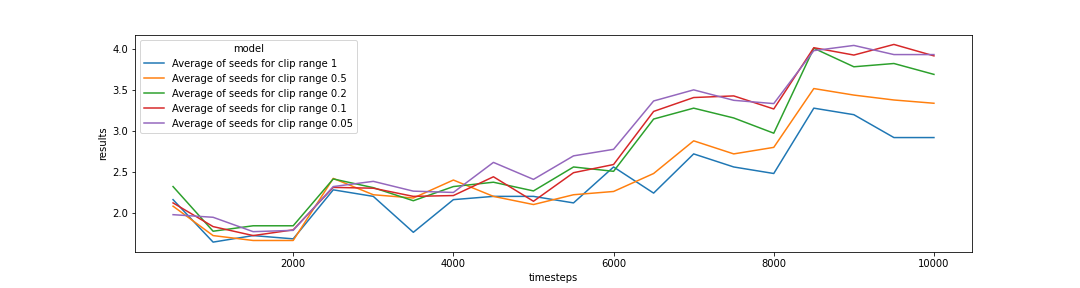 model
Average of seeds for clip range 1
Average of seeds for clip range 0.5
Average of seeds for clip range 0.2
Average of seeds for clip range 0.1
Average of seeds for clip range 0.05
results
4.0
3.5
3.0
2.5
2.0
2000 4000 6000 8000 10000
timesteps